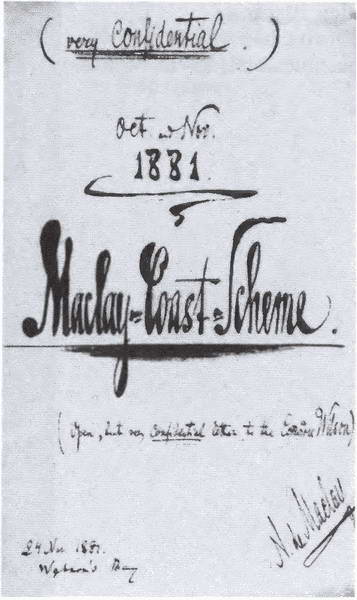 (very Confidential.)
Oct. and Nov.
1881.
Maclay=Coast=Scheme.
(Open, but very confidential letter to the Wilson)
N. de Maclay
24 Nov. 1881.
Watson's Bay